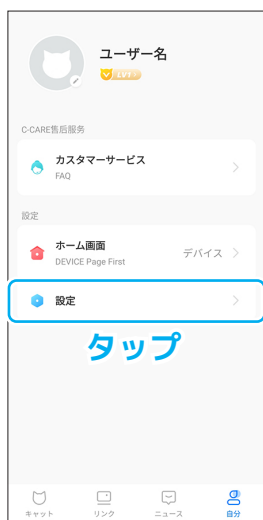 ユーザー名
LV1
C-CARE售后服务
カスタマーサービス
FAQ
設定
ホーム画面
DEVICE Page First
デバイス
設定
タップ
キャット
リンク
ニュース
自分